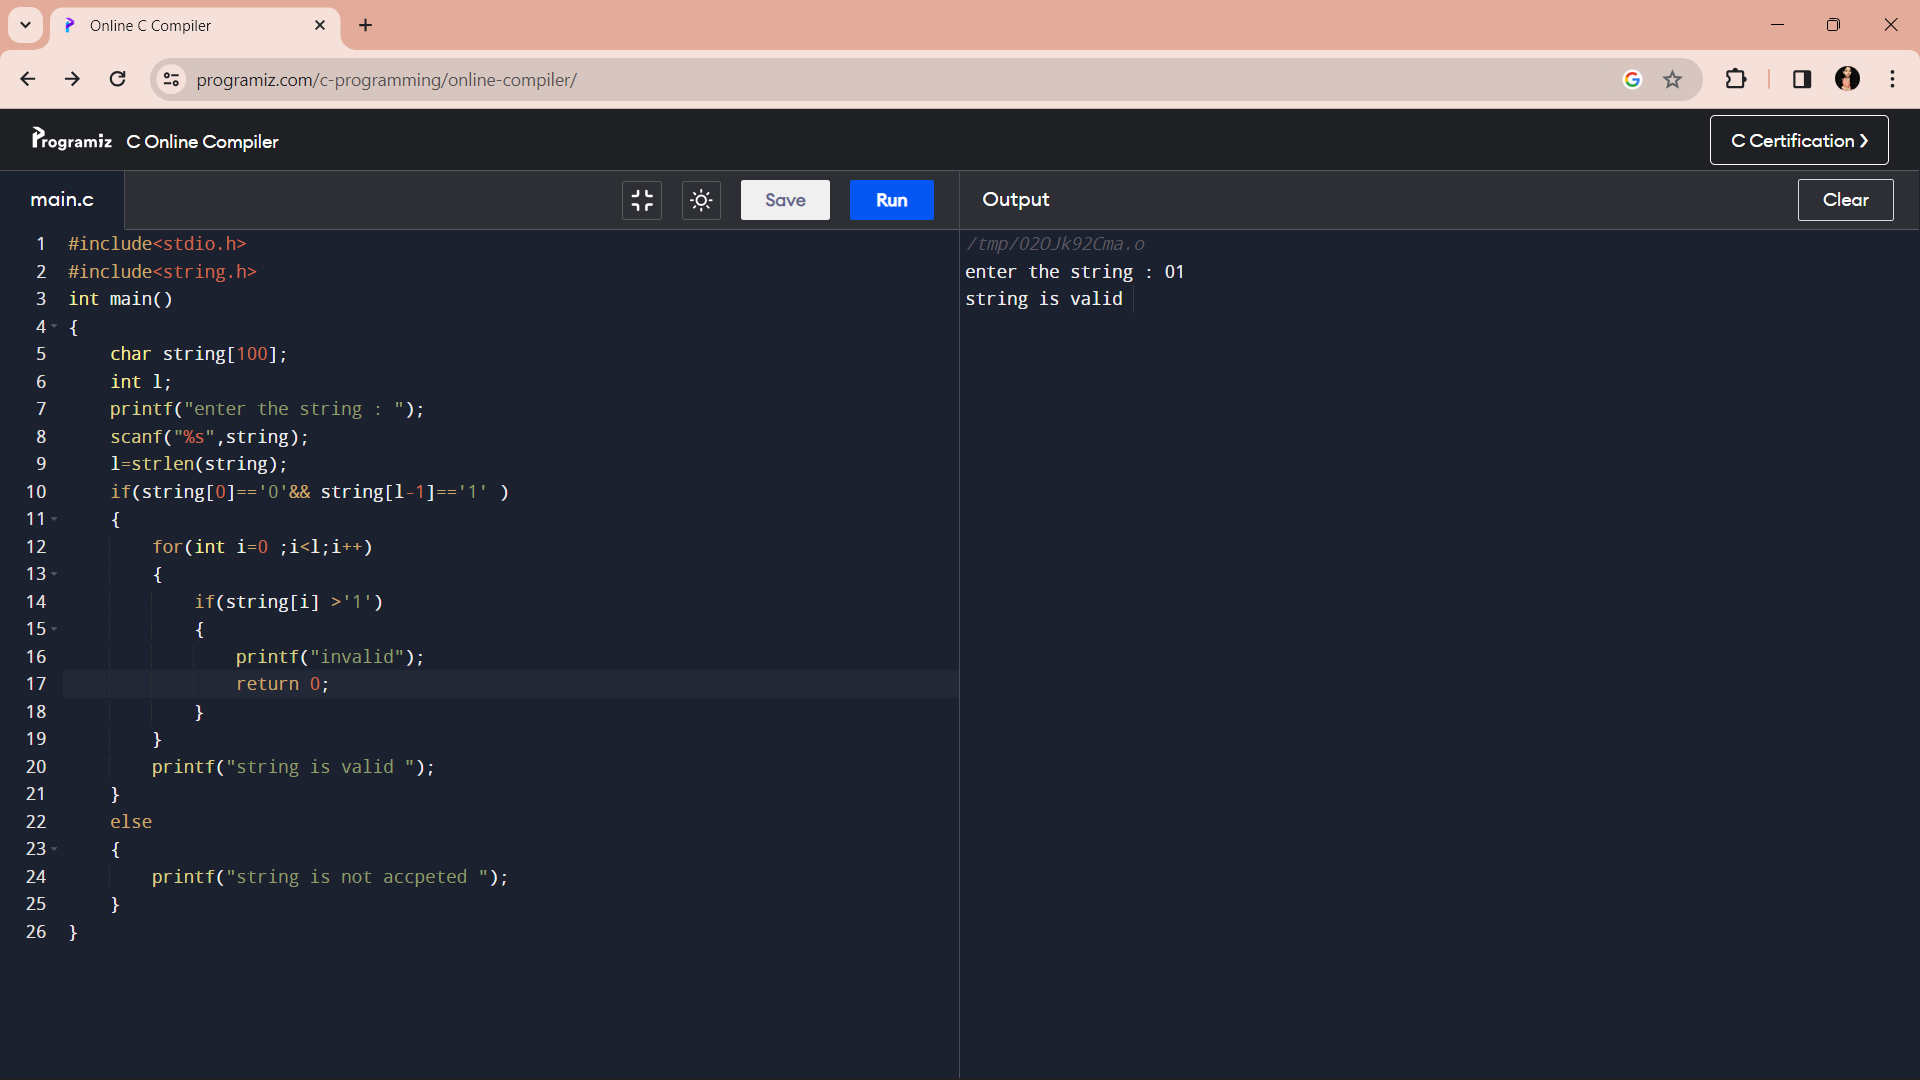 Online C Compiler
programiz.com/c-programming/online-compiler/
Programiz C Online Compiler
C Certification
main.c
Save
Run
Output
Clear
1 #include<stdio.h>
2 #include<string.h>
3 int main()
4 {
5 char string[100];
6 int l;
7 printf("enter the string : ");
8 scanf("%s",string);
9 l=strlen(string);
10 if(string[0]=='0'&& string[l-1]=='1' )
11 {
12 for(int i=0 ;i<l;i++)
13 {
14 if(string[i] >'1')
15 {
16 printf("invalid");
17 return 0;
18 }
19 }
20 printf("string is valid ");
21 }
22 else
23 {
24 printf("string is not accpeted ");
25 }
26 }
/tmp/02OJk92Cma.o
enter the string : 01
string is valid